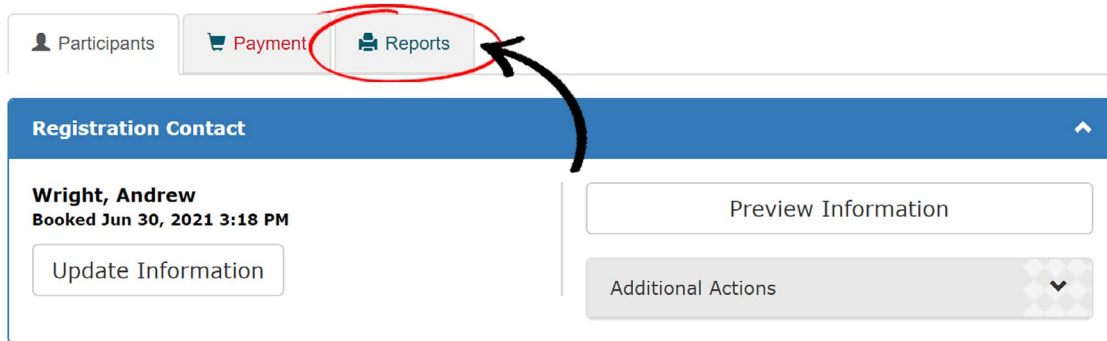 Participants
Payment
Reports
Registration Contact
Wright, Andrew
Booked Jun 30, 2021 3:18 PM
Update Information
Preview Information
Additional Actions